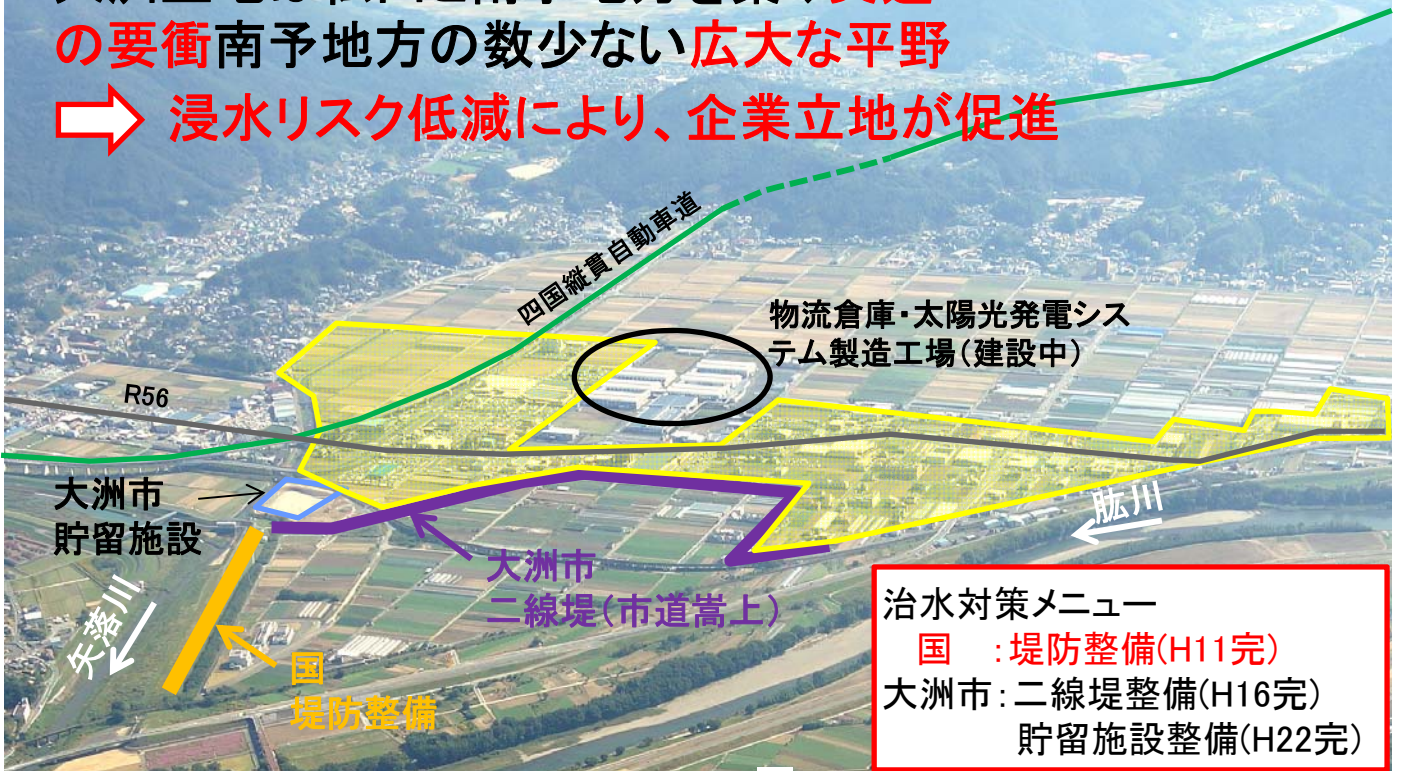 の要衝南予地方の数少ない広大な平野
浸水リスク低減により、企業立地が促進
四国縦貫自動車道
物流倉庫・太陽光発電シス
テム製造工場(建設中)
R56
大洲市
貯留施設
肱川
大洲市
二線堤(市道嵩上)
矢落川
国
堤防整備
治水対策メニュー
国 :堤防整備(H11完)
大洲市:二線堤整備(H16完)
貯留施設整備(H22完)